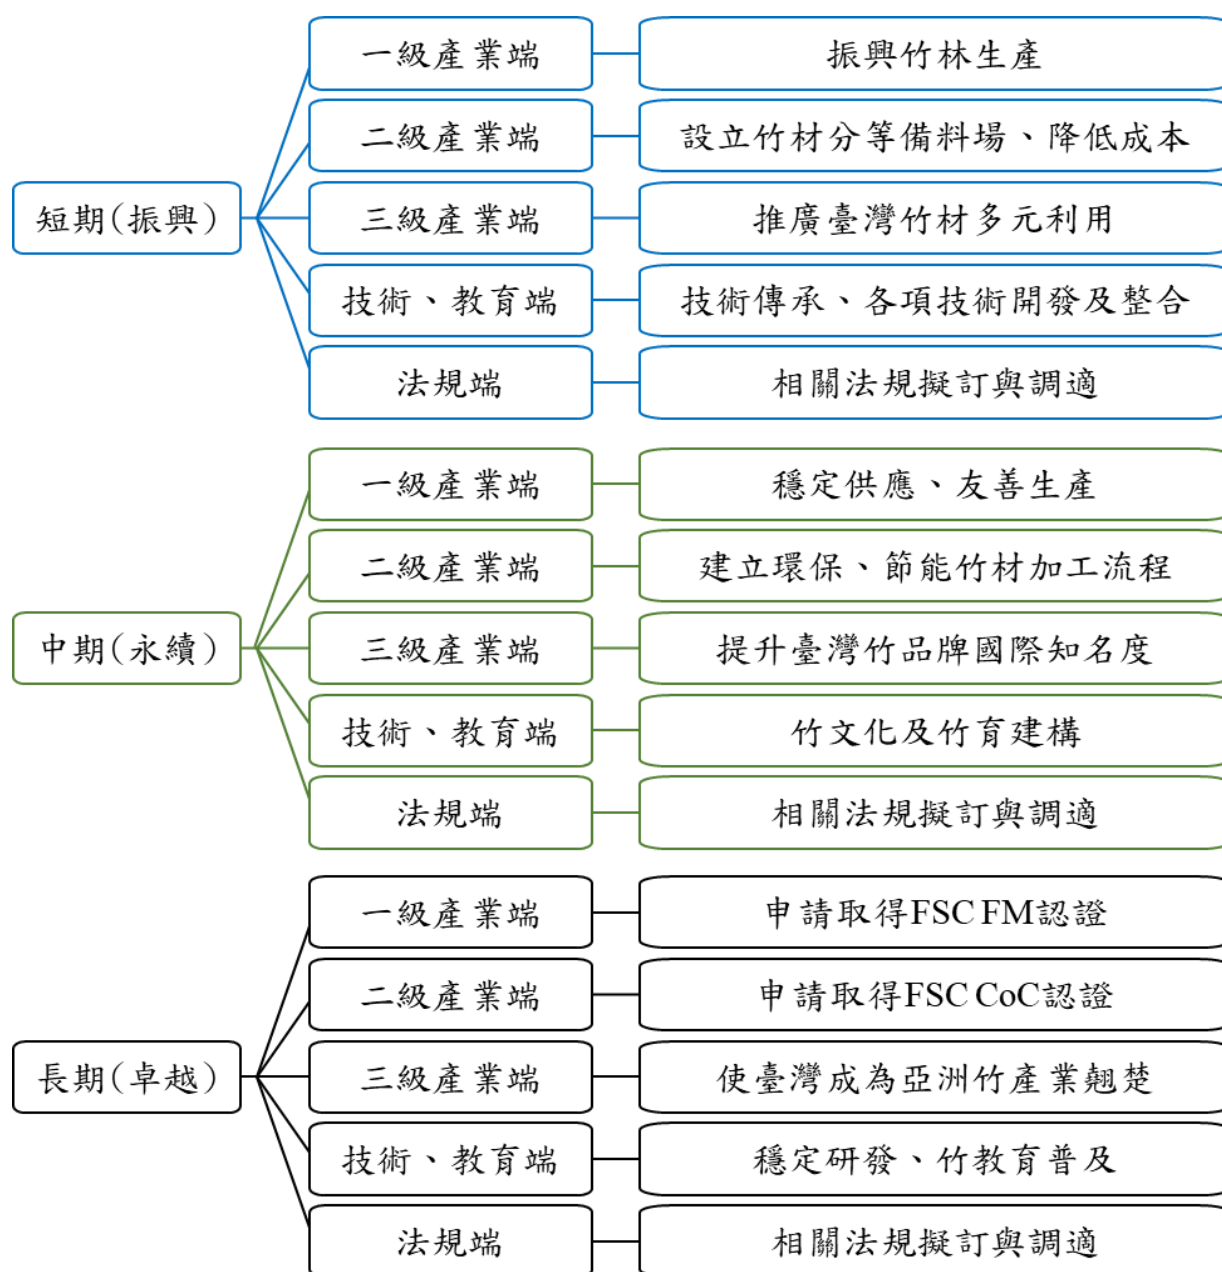 短期(振興)
一級產業端
振興竹林生產
二級產業端
設立竹材分等備料場、降低成本
三級產業端
推廣臺灣竹材多元利用
技術、教育端
技術傳承、各項技術開發及整合
法規端
相關法規擬訂與調適
中期(永續)
一級產業端
穩定供應、友善生產
二級產業端
建立環保、節能竹材加工流程
三級產業端
提升臺灣竹品牌國際知名度
技術、教育端
竹文化及竹育建構
法規端
相關法規擬訂與調適
長期(卓越)
一級產業端
申請取得FSC FM認證
二級產業端
申請取得FSC CoC認證
三級產業端
使臺灣成為亞洲竹產業翹楚
技術、教育端
穩定研發、竹教育普及
法規端
相關法規擬訂與調適